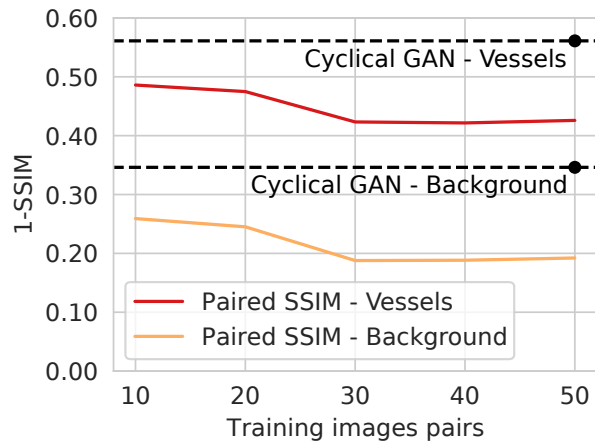 0.60
Cyclical GAN - Vessels
0.50
0.40
1-SSIM
Cyclical GAN - Background
0.30
0.20
Paired SSIM - Vessels
0.10
Paired SSIM - Background
0.00
10 20 30 40 50
Training images pairs